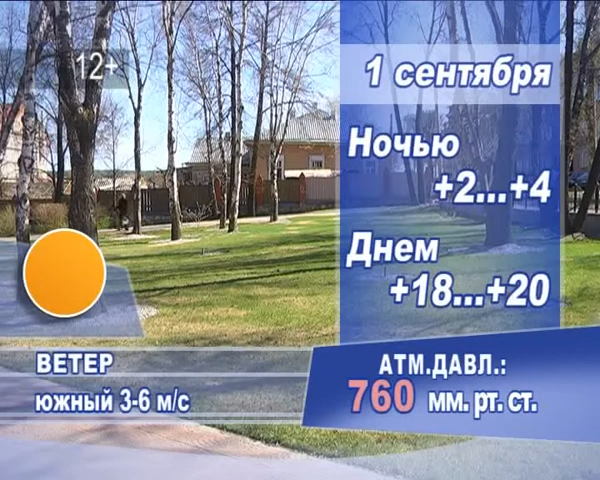 12+
1 сентября
Ночью
+2...+4
Днем
+18...+20
ВЕТЕР
южный 3-6 м/с
АТМ.ДАВЛ.:
760 мм. рт. ст.